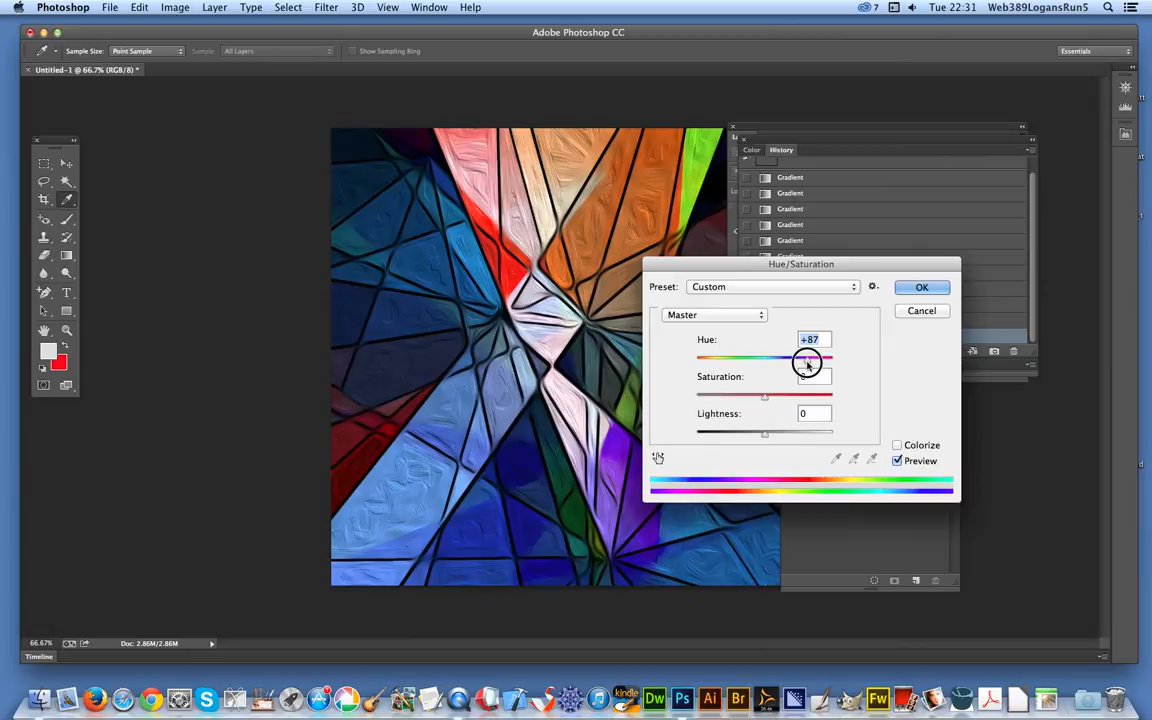 Photoshop File Edit Image Layer Type Select Filter 3D View Window Help 7 Tue 22:31 Web389LogansRun5
Adobe Photoshop CC
Sample Size: Point Sample Sample: All Layers Show Sampling Ring Essentials
Untitled-1 @ 66.7% (RGB/8) *
Color History
Gradient
Gradient
Gradient
Gradient
Gradient
Hue/Saturation
Preset: Custom OK
Cancel
Master
Hue: +87
Saturation:
Lightness: 0
Colorize
Preview
T
66.67% Doc: 2.86M/2.86M
Timeline
kindle Dw Ps Ai Br Fw